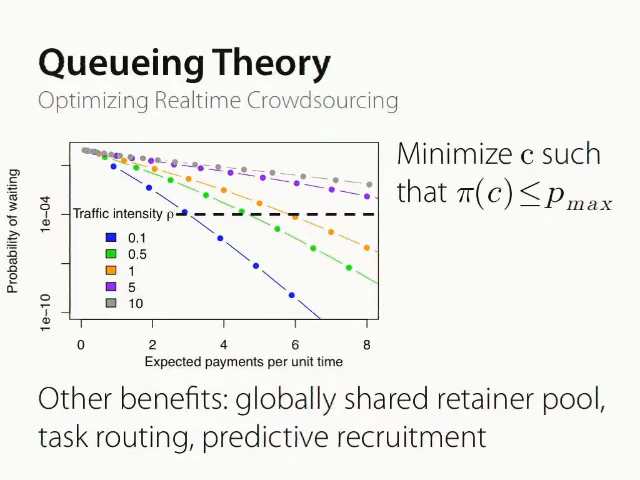 Queueing Theory
Optimizing Realtime Crowdsourcing
Minimize c such
that π(c) ≤ p_max
Probability of waiting
1e-04
1e-10
Traffic intensity ρ
0.1
0.5
1
5
10
0 2 4 6 8
Expected payments per unit time
Other benefits: globally shared retainer pool,
task routing, predictive recruitment